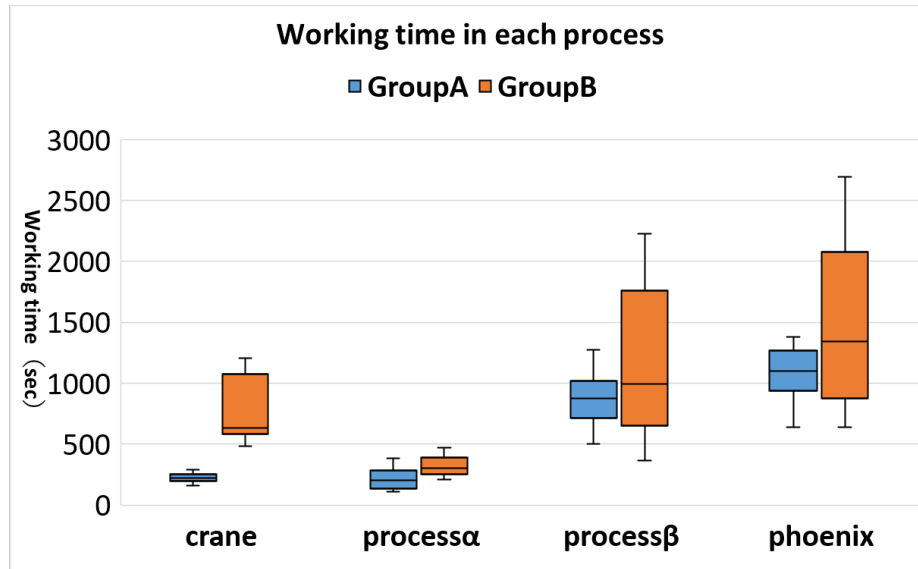 Working time in each process
GroupA GroupB
3000
2500
2000
1500
1000
500
0
Working time（sec）
crane processα processβ phoenix